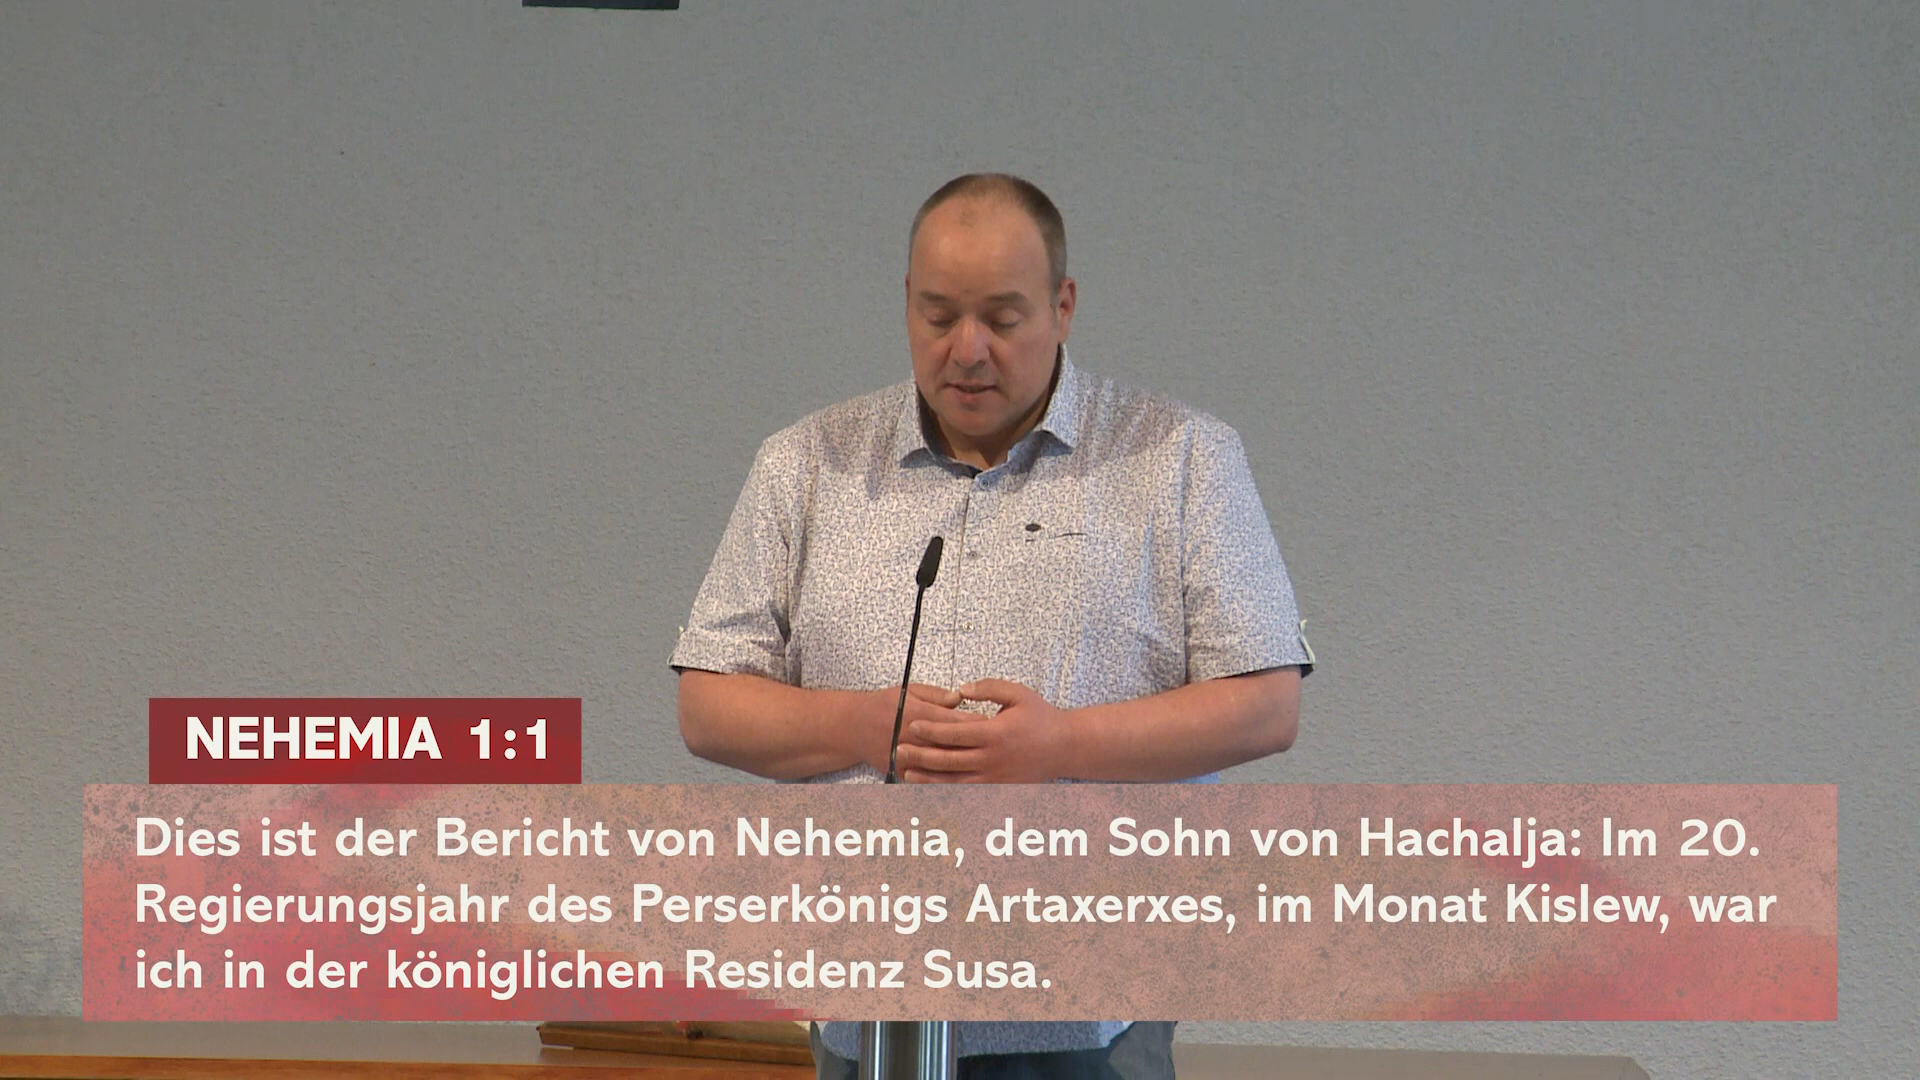 NEHEMIA 1:1
Dies ist der Bericht von Nehemia, dem Sohn von Hachalja: Im 20.
Regierungsjahr des Perserkönigs Artaxerxes, im Monat Kislew, war
ich in der königlichen Residenz Susa.